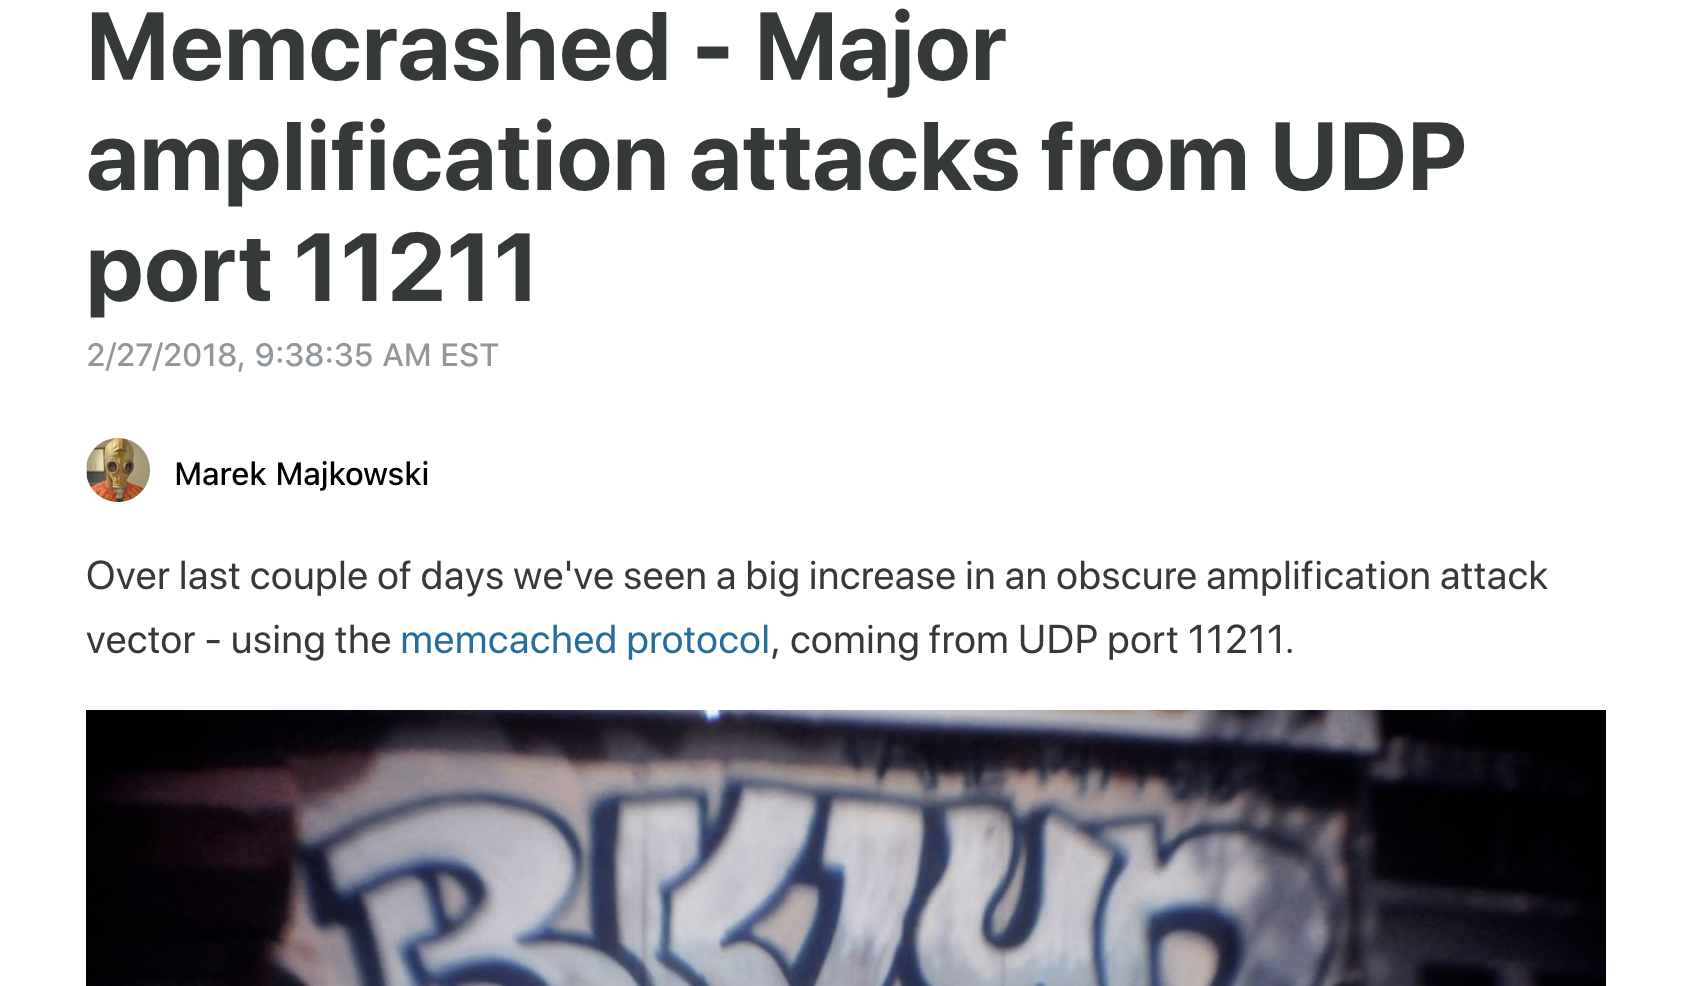 Memcrashed - Major
amplification attacks from UDP
port 11211
2/27/2018, 9:38:35 AM EST
Marek Majkowski
Over last couple of days we've seen a big increase in an obscure amplification attack
vector - using the memcached protocol, coming from UDP port 11211.
BKlyn